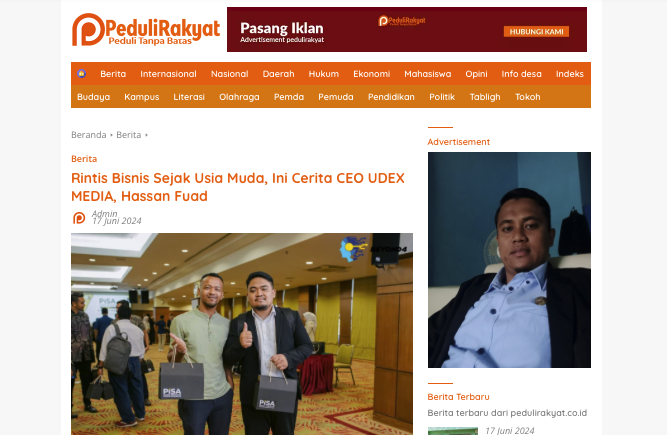 PeduliRakyat
Peduli Tanpa Batas
Pasang Iklan
Advertisement pedulirakyat
PeduliRakyat
HUBUNGI KAMI
Berita Internasional Nasional Daerah Hukum Ekonomi Mahasiswa Opini Info desa Indeks
Budaya Kampus Literasi Olahraga Pemda Pemuda Pendidikan Politik Tabligh Tokoh
Beranda • Berita •
Berita
Rintis Bisnis Sejak Usia Muda, Ini Cerita CEO UDEX
MEDIA, Hassan Fuad
Admin
17 Juni 2024
PISA
PISA
PISA
Advertisement
Berita Terbaru
Berita terbaru dari pedulirakyat.co.id
17 Juni 2024